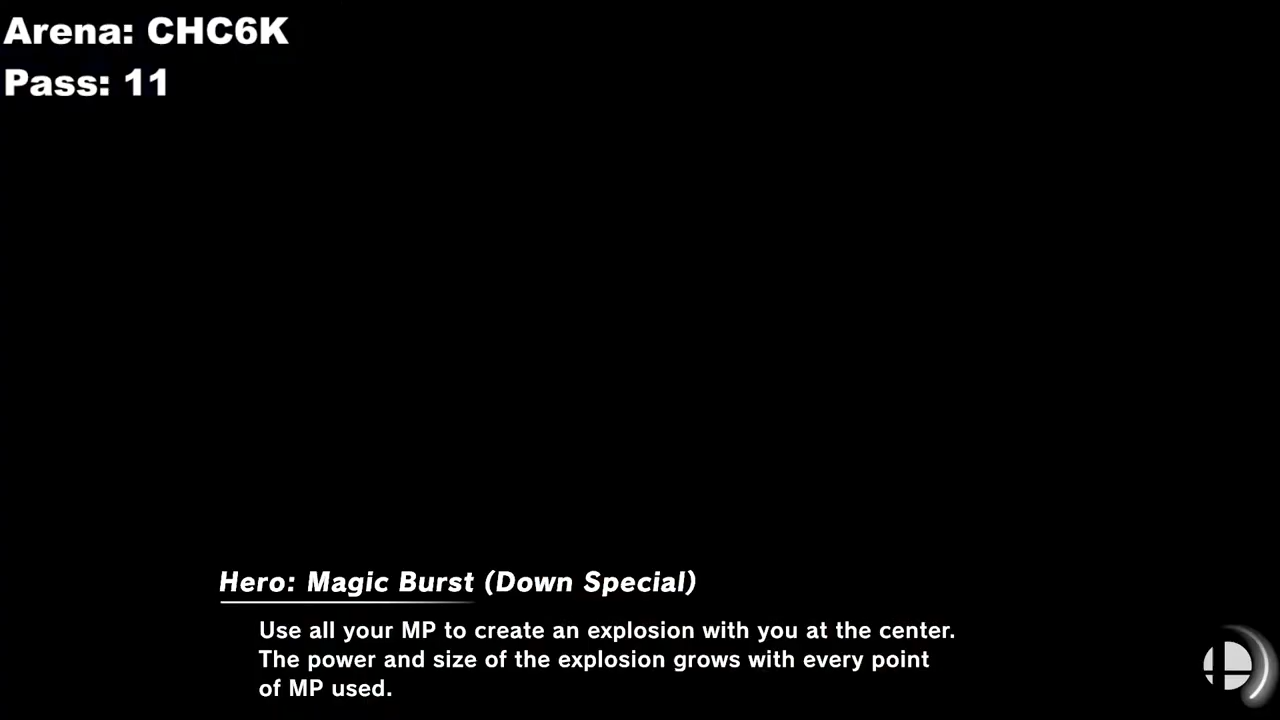 Arena: CHC6K
Pass: 11
Hero: Magic Burst (Down Special)
Use all your MP to create an explosion with you at the center.
The power and size of the explosion grows with every point
of MP used.